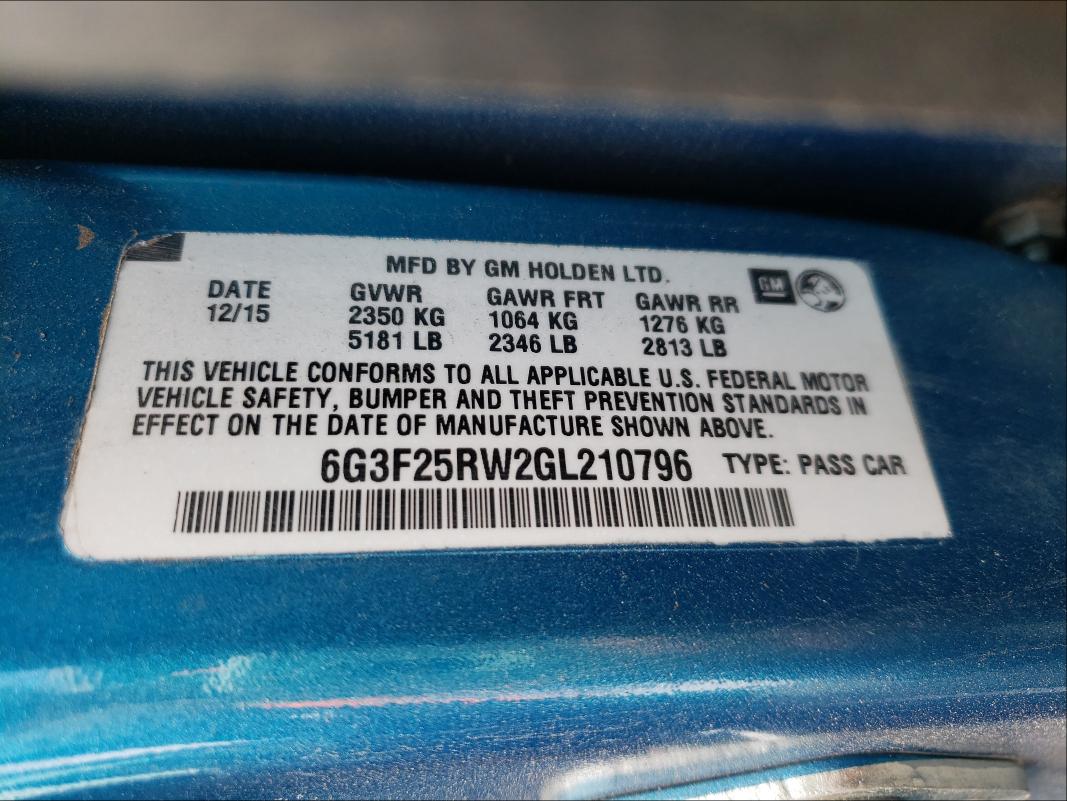 MFD BY GM HOLDEN LTD.
GM
DATE GVWR GAWR FRT GAWR RR
12/15 2350 KG 1064 KG 1276 KG
5181 LB 2346 LB 2813 LB
THIS VEHICLE CONFORMS TO ALL APPLICABLE U.S. FEDERAL MOTOR
VEHICLE SAFETY, BUMPER AND THEFT PREVENTION STANDARDS IN
EFFECT ON THE DATE OF MANUFACTURE SHOWN ABOVE.
6G3F25RW2GL210796 TYPE: PASS CAR